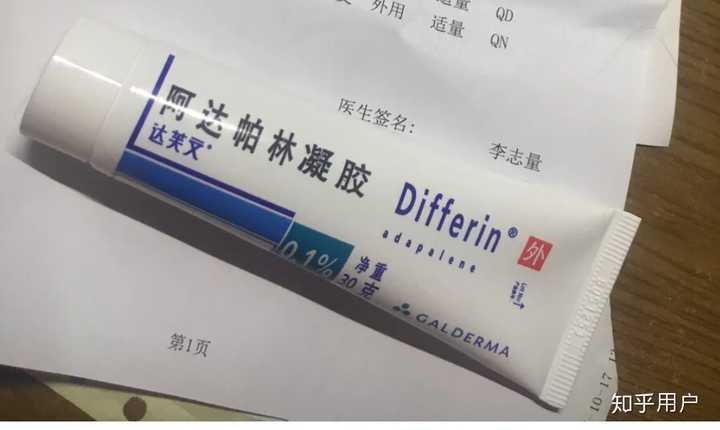 适量 QD
外用 适量 QN
医生签名:
李志量
阿达帕林凝胶
达芙文®
Differin®
adapalene
外
0.1%
净重
30克
GALDERMA
第1页
10-17
知乎用户